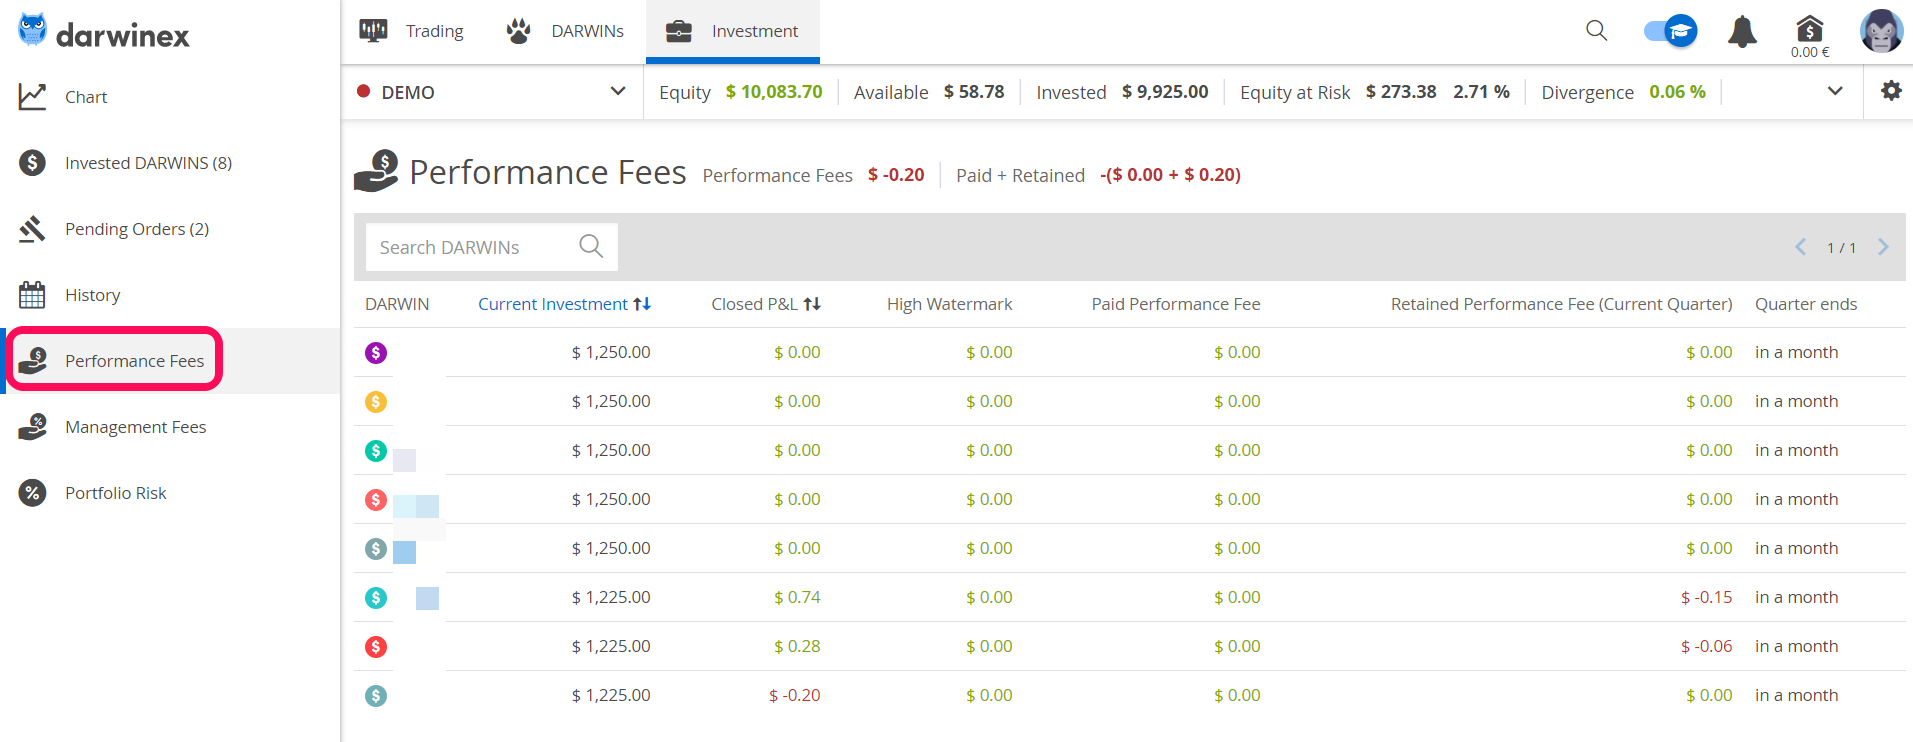 darwinex
Trading DARWINs Investment 0.00 €
DEMO Equity $ 10,083.70 Available $ 58.78 Invested $ 9,925.00 Equity at Risk $ 273.38 2.71 % Divergence 0.06 %
Chart
Invested DARWINS (8)
Pending Orders (2)
History
Performance Fees
Management Fees
Portfolio Risk
Performance Fees Performance Fees $ -0.20 Paid + Retained -($ 0.00 + $ 0.20)
Search DARWINs 1 / 1
DARWIN Current Investment Closed P&L High Watermark Paid Performance Fee Retained Performance Fee (Current Quarter) Quarter ends
$ $ 1,250.00 $ 0.00 $ 0.00 $ 0.00 $ 0.00 in a month
$ $ 1,250.00 $ 0.00 $ 0.00 $ 0.00 $ 0.00 in a month
$ $ 1,250.00 $ 0.00 $ 0.00 $ 0.00 $ 0.00 in a month
$ $ 1,250.00 $ 0.00 $ 0.00 $ 0.00 $ 0.00 in a month
$ $ 1,250.00 $ 0.00 $ 0.00 $ 0.00 $ 0.00 in a month
$ $ 1,225.00 $ 0.74 $ 0.00 $ 0.00 $ -0.15 in a month
$ $ 1,225.00 $ 0.28 $ 0.00 $ 0.00 $ -0.06 in a month
$ $ 1,225.00 $ -0.20 $ 0.00 $ 0.00 $ 0.00 in a month